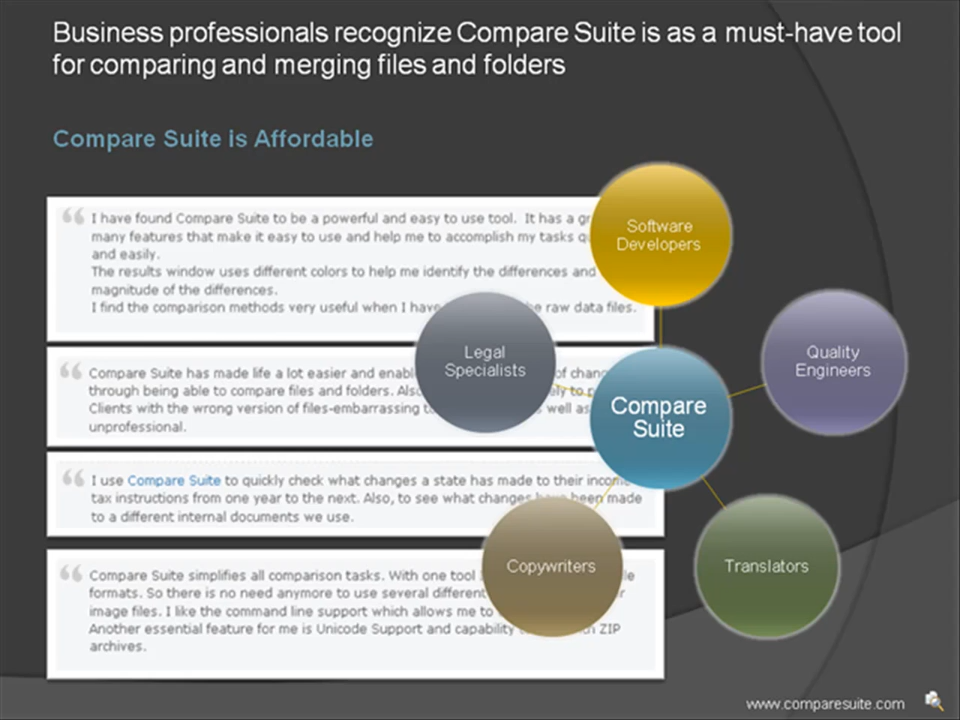 Business professionals recognize Compare Suite is as a must-have tool
for comparing and merging files and folders
Compare Suite is Affordable
I have found Compare Suite to be a powerful and easy to use tool. It has a
many features that make it easy to use and help me to accomplish my tasks
and easily.
The results window uses different colors to help me identify the differences and
magnitude of the differences.
I find the comparison methods very useful when I have raw data files.
Compare Suite has made life a lot easier and of
through being able to compare files and folders. to
Clients with the wrong version of files-embarrassing well as
unprofessional.
I use Compare Suite to quickly check what changes a state has made to their income
tax instructions from one year to the next. Also, to see what changes have been made
to a different internal documents we use.
Compare Suite simplifies all comparison tasks. With one tool
formats. So there is no need anymore to use several different
image files. I like the command line support which allows me to
Another essential feature for me is Unicode Support and capability ZIP
archives.
Software
Developers
Legal
Specialists
Quality
Engineers
Compare
Suite
Copywriters
Translators
www.comparesuite.com